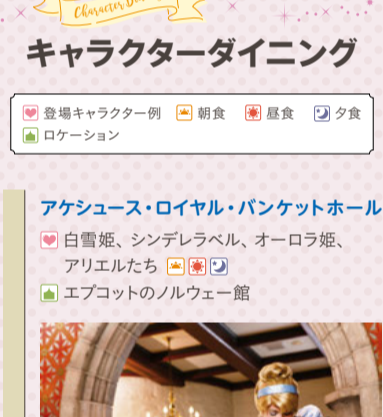 キャラクターダイニング
登場キャラクター例 朝食 昼食 夕食
ロケーション
アケシュース・ロイヤル・バンケットホール
白雪姫、シンデレラベル、オーロラ姫、
アリエルたち
エプコットのノルウェー館